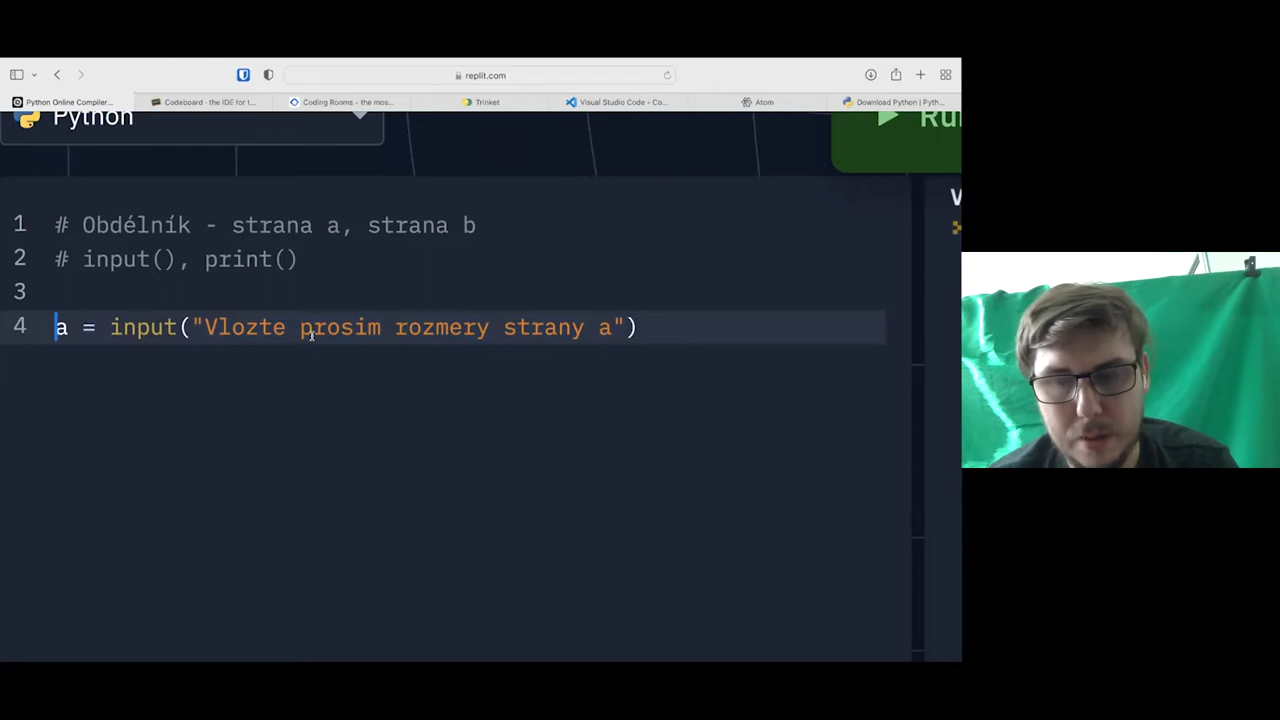 replit.com
Python Online Compiler...
Codeboard - the IDE for t...
Coding Rooms - the mos...
Trinket
Visual Studio Code - Co...
Atom
Download Python | Pyth...
Python
1 # Obdélník - strana a, strana b
2 # input(), print()
3
4 a = input("Vlozte prosim rozmery strany a")